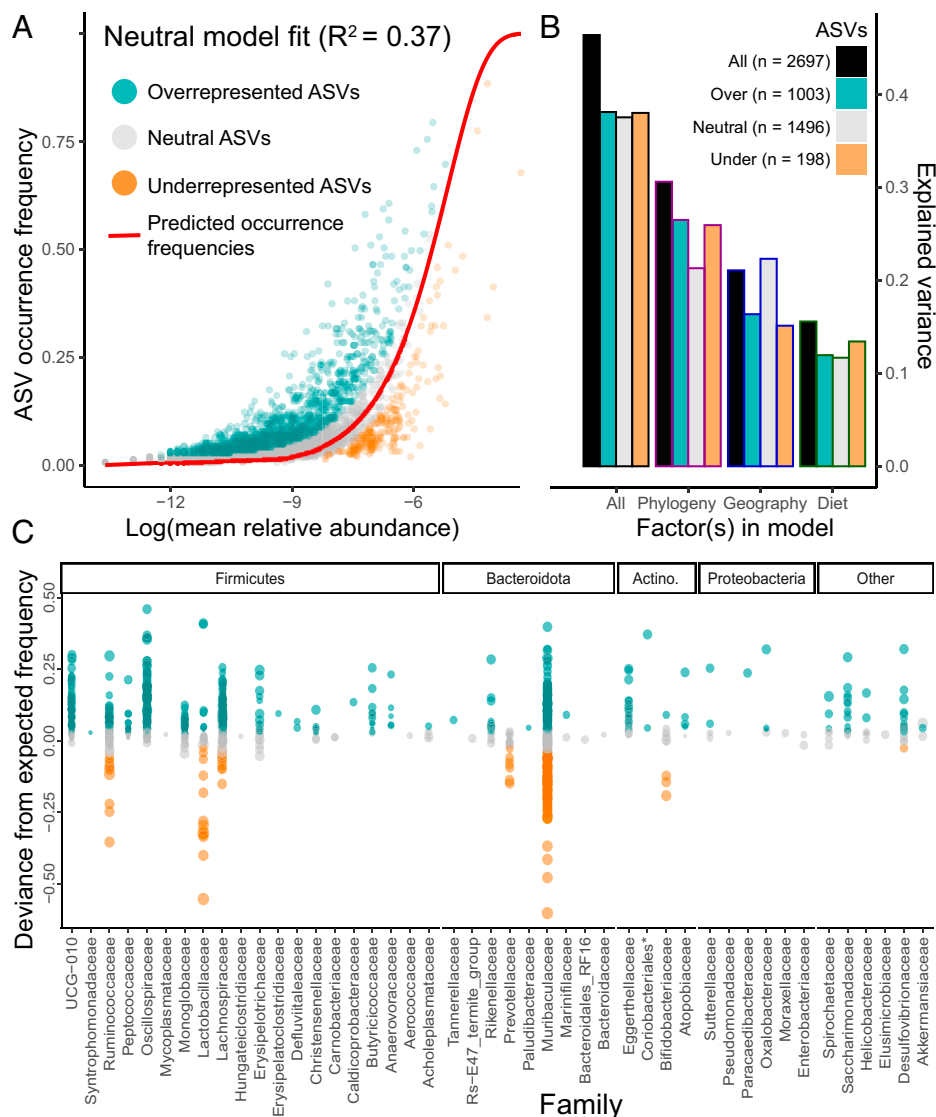 A
Neutral model fit (R² = 0.37)
Overrepresented ASVs
Neutral ASVs
Underrepresented ASVs
Predicted occurrence
frequencies
ASV occurrence frequency
0.75
0.50
0.25
0.00
−12
−9
−6
Log(mean relative abundance)
B
ASVs
All (n = 2697)
Over (n = 1003)
Neutral (n = 1496)
Under (n = 198)
0.4
0.3
0.2
0.1
0.0
Explained variance
All
Phylogeny
Geography
Diet
Factor(s) in model
C
Firmicutes
Bacteroidota
Actino.
Proteobacteria
Other
Deviance from expected frequency
0.50
0.25
0.00
−0.25
−0.50
UCG−010
Syntrophomonadaceae
Ruminococcaceae
Peptococcaceae
Oscillospiraceae
Mycoplasmataceae
Monoglobaceae
Lactobacillaceae
Lachnospiraceae
Hungateiclostridiaceae
Erysipelotrichaceae
Erysipelatoclostridiaceae
Defluviitaleaceae
Christensenellaceae
Carnobacteriaceae
Caldicoprobacteraceae
Butyricicoccaceae
Anaerovoracaceae
Aerococcaceae
Acholeplasmataceae
Tannerellaceae
Rs−E47_termite_group
Rikenellaceae
Prevotellaceae
Paludibacteraceae
Muribaculaceae
Marinifilaceae
Bacteroidales_RF16
Bacteroidaceae
Eggerthellaceae
Coriobacteriales*
Bifidobacteriaceae
Atopobiaceae
Sutterellaceae
Pseudomonadaceae
Paracaedibacteraceae
Oxalobacteraceae
Moraxellaceae
Enterobacteriaceae
Spirochaetaceae
Saccharimonadaceae
Helicobacteraceae
Elusimicrobiaceae
Desulfovibrionaceae
Akkermansiaceae
Family